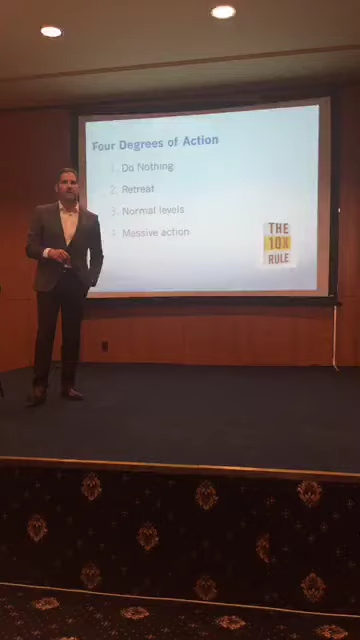 Four Degrees of Action
1. Do Nothing
2. Retreat
3. Normal levels
4. Massive action
THE
10X
RULE